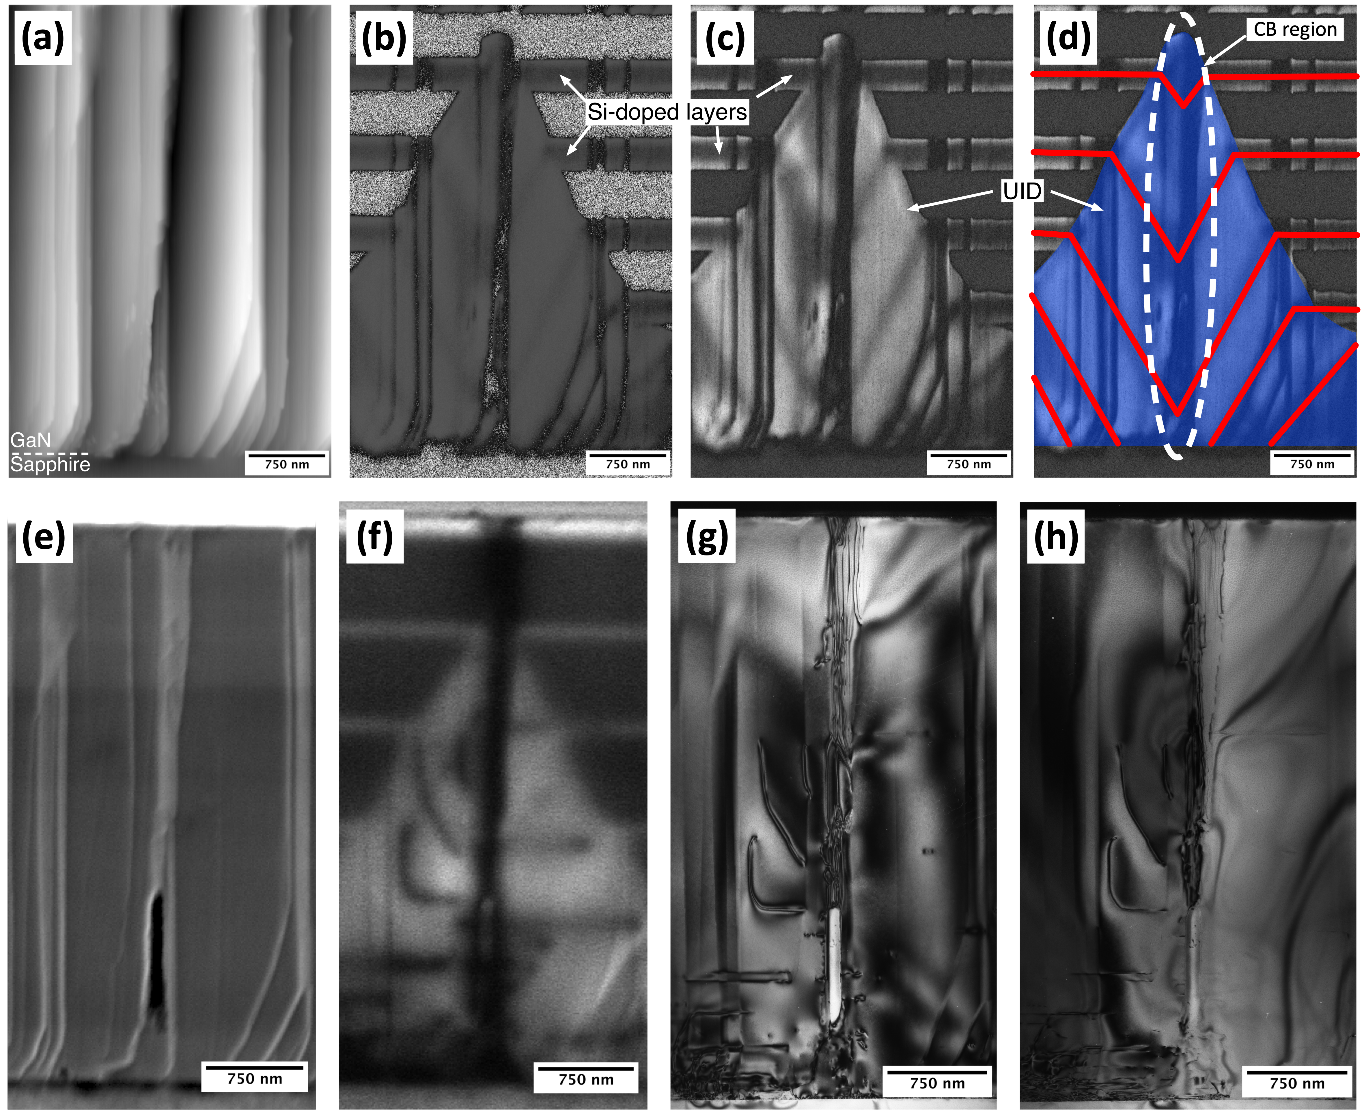 (a)
(b)
(c)
(d)
CB region
Si-doped layers
UID
GaN
Sapphire
750 nm
750 nm
750 nm
750 nm
(e)
(f)
(g)
(h)
750 nm
750 nm
750 nm
750 nm